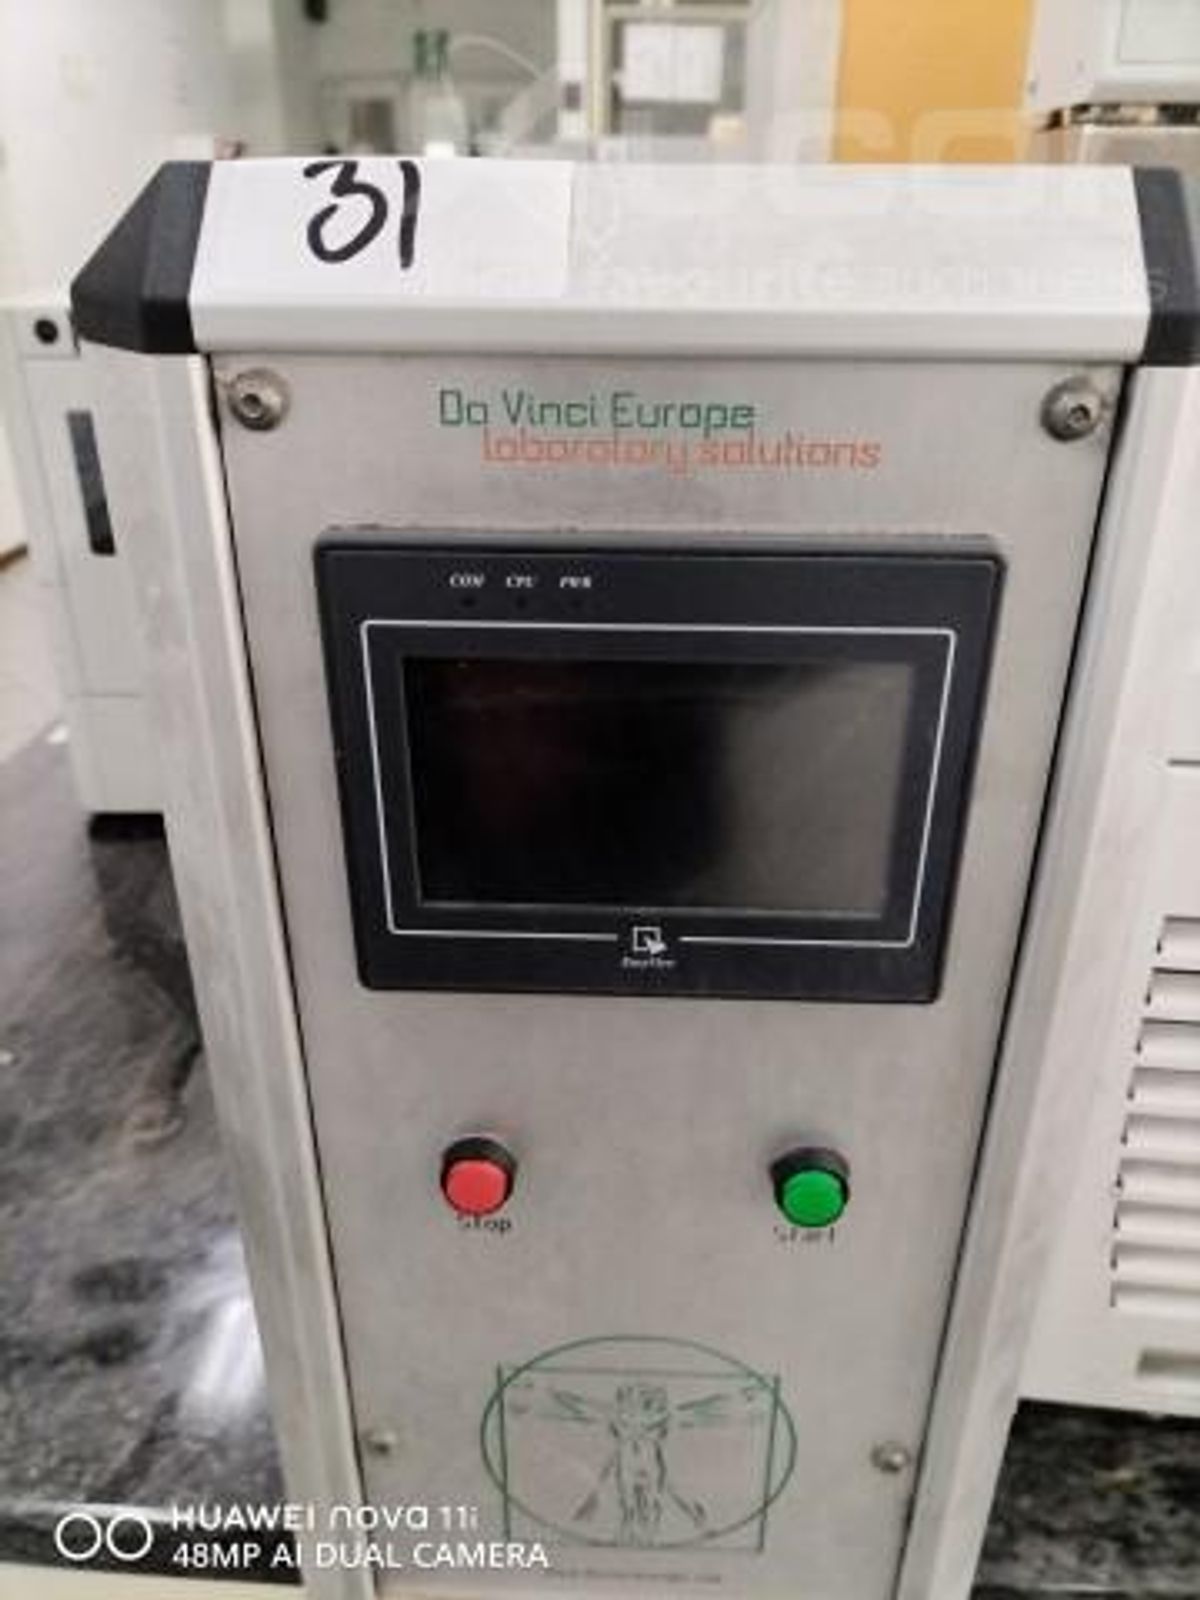 31
Da Vinci Europe
laboratory solutions
COM CPU PWR
Stop
Start
HUAWEI nova 11i
48MP AI DUAL CAMERA